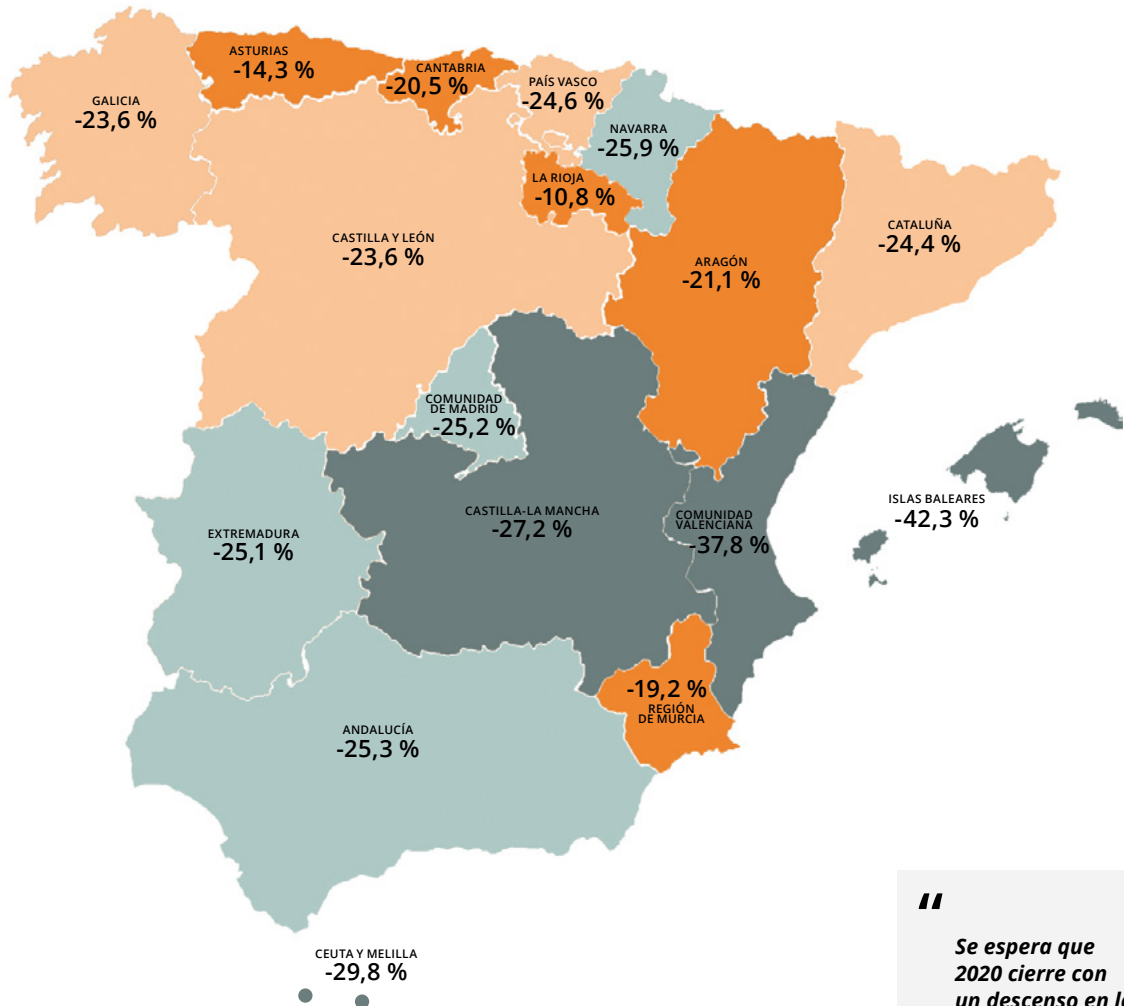 ASTURIAS
-14,3 %
CANTABRIA
-20,5 %
PAÍS VASCO
-24,6 %
GALICIA
-23,6 %
NAVARRA
-25,9 %
LA RIOJA
-10,8 %
CASTILLA Y LEÓN
-23,6 %
CATALUÑA
-24,4 %
ARAGÓN
-21,1 %
COMUNIDAD
DE MADRID
-25,2 %
ISLAS BALEARES
-42,3 %
CASTILLA-LA MANCHA
-27,2 %
COMUNIDAD
VALENCIANA
-37,8 %
EXTREMADURA
-25,1 %
-19,2 %
REGIÓN
DE MURCIA
ANDALUCÍA
-25,3 %
CEUTA Y MELILLA
-29,8 %
"
Se espera que
2020 cierre con
un descenso en